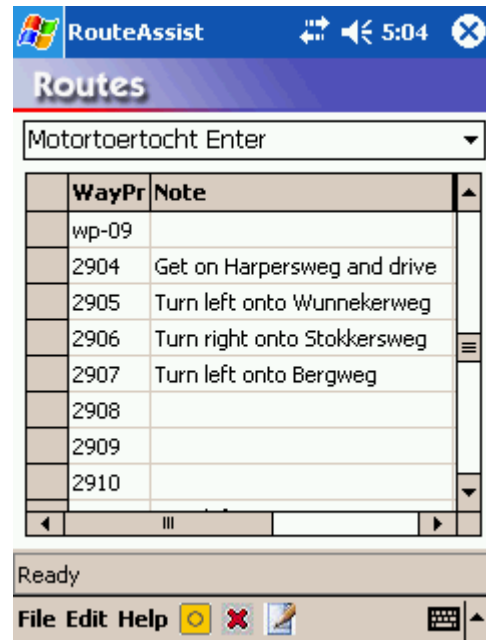 RouteAssist 5:04
Routes
Motortoertocht Enter
WayPr Note
wp-09
2904 Get on Harpersweg and drive
2905 Turn left onto Wunnekerweg
2906 Turn right onto Stokkersweg
2907 Turn left onto Bergweg
2908
2909
2910
Ready
File Edit Help